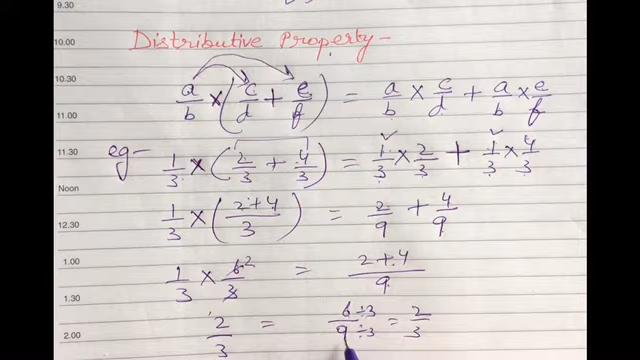 9.30
10.00 Distributive Property -
10.30 a/b × (c/d + e/f) = a/b × c/d + a/b × e/f
11.00
11.30 eg - 1/3 × (2/3 + 4/3) = 1/3 × 2/3 + 1/3 × 4/3
Noon
12.30 1/3 × (2+4/3) = 2/9 + 4/9
1.00 1/3 × 6²/3 = 2+4/9
1.30
2.00 2/3 = 6÷3/9÷3 = 2/3